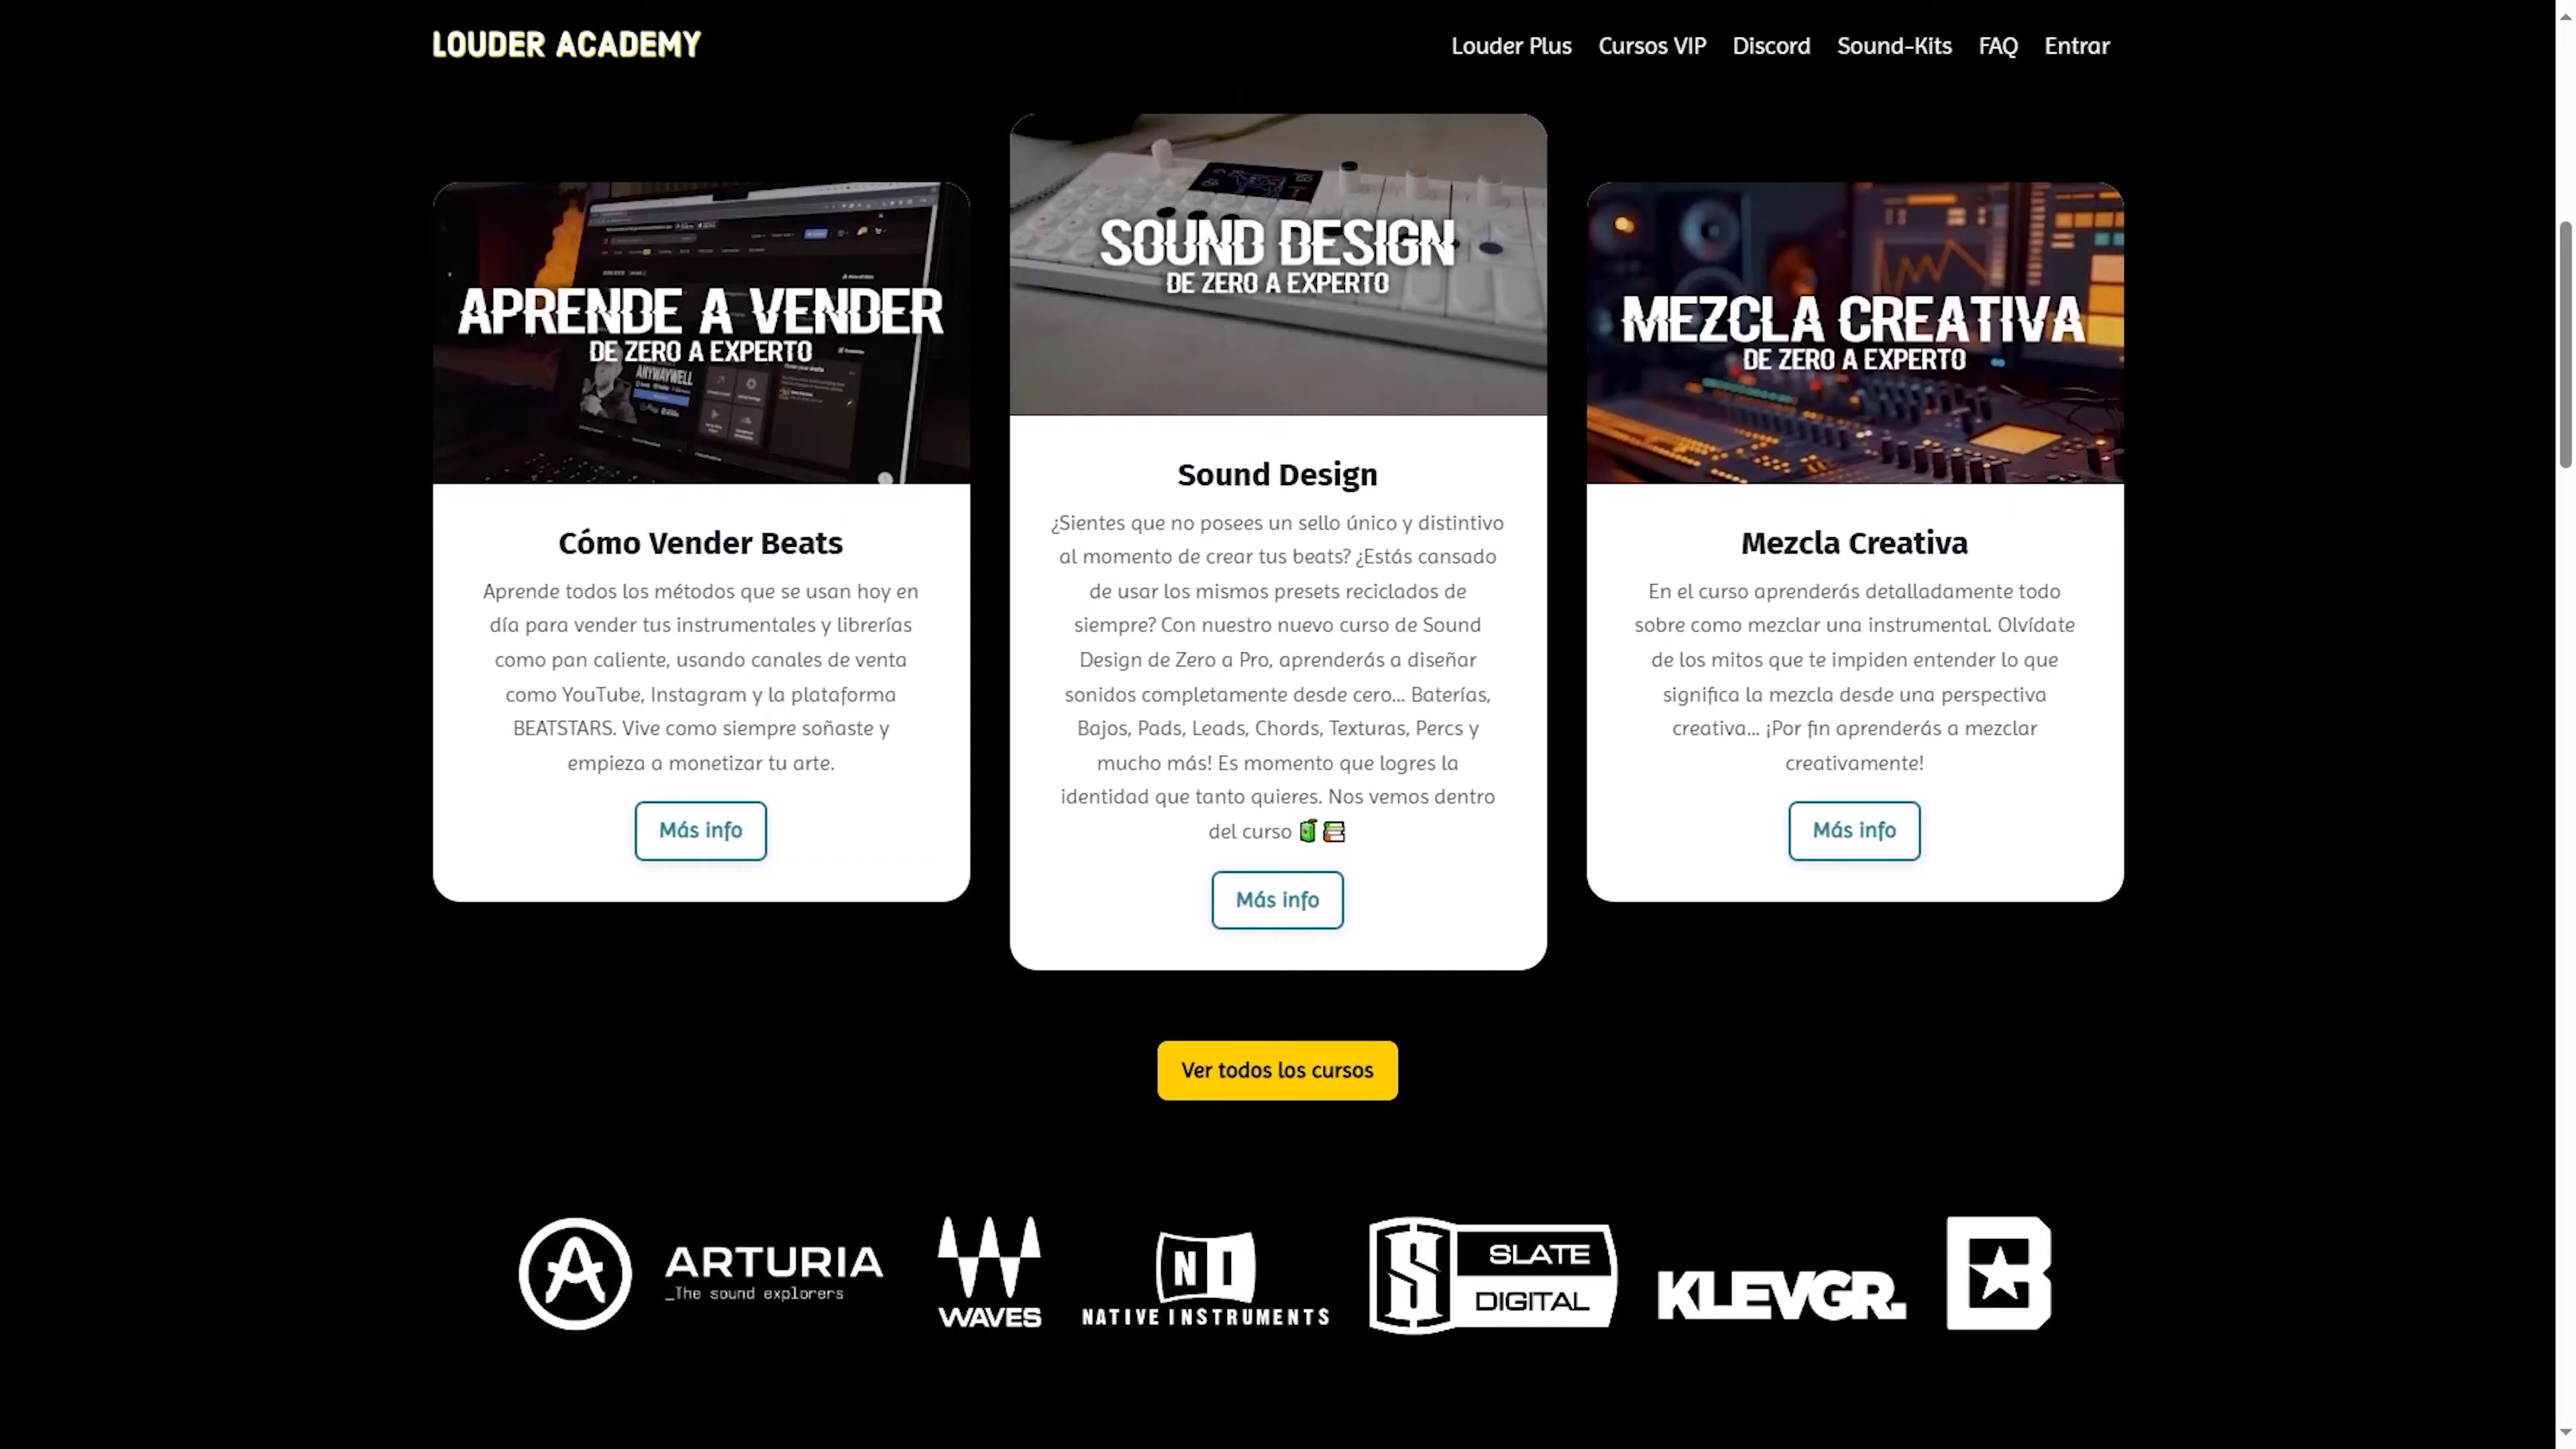 LOUDER ACADEMY
Louder Plus Cursos VIP Discord Sound-Kits FAQ Entrar
APRENDE A VENDER
DE ZERO A EXPERTO
ANYWAYWELL
Cómo Vender Beats
Aprende todos los métodos que se usan hoy en
día para vender tus instrumentales y librerías
como pan caliente, usando canales de venta
como YouTube, Instagram y la plataforma
BEATSTARS. Vive como siempre soñaste y
empieza a monetizar tu arte.
Más info
SOUND DESIGN
DE ZERO A EXPERTO
Sound Design
¿Sientes que no posees un sello único y distintivo
al momento de crear tus beats? ¿Estás cansado
de usar los mismos presets reciclados de
siempre? Con nuestro nuevo curso de Sound
Design de Zero a Pro, aprenderás a diseñar
sonidos completamente desde cero... Baterías,
Bajos, Pads, Leads, Chords, Texturas, Percs y
mucho más! Es momento que logres la
identidad que tanto quieres. Nos vemos dentro
del curso 🧃📚
Más info
MEZCLA CREATIVA
DE ZERO A EXPERTO
Mezcla Creativa
En el curso aprenderás detalladamente todo
sobre como mezclar una instrumental. Olvídate
de los mitos que te impiden entender lo que
significa la mezcla desde una perspectiva
creativa... ¡Por fin aprenderás a mezclar
creativamente!
Más info
Ver todos los cursos
ARTURIA
_The sound explorers
WAVES
NI
NATIVE INSTRUMENTS
S
SLATE
DIGITAL
KLEVGR.
B